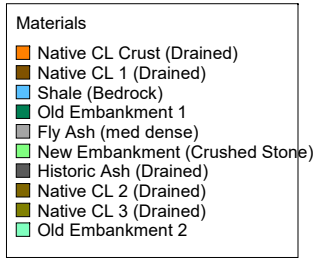 Materials
Native CL Crust (Drained)
Native CL 1 (Drained)
Shale (Bedrock)
Old Embankment 1
Fly Ash (med dense)
New Embankment (Crushed Stone)
Historic Ash (Drained)
Native CL 2 (Drained)
Native CL 3 (Drained)
Old Embankment 2